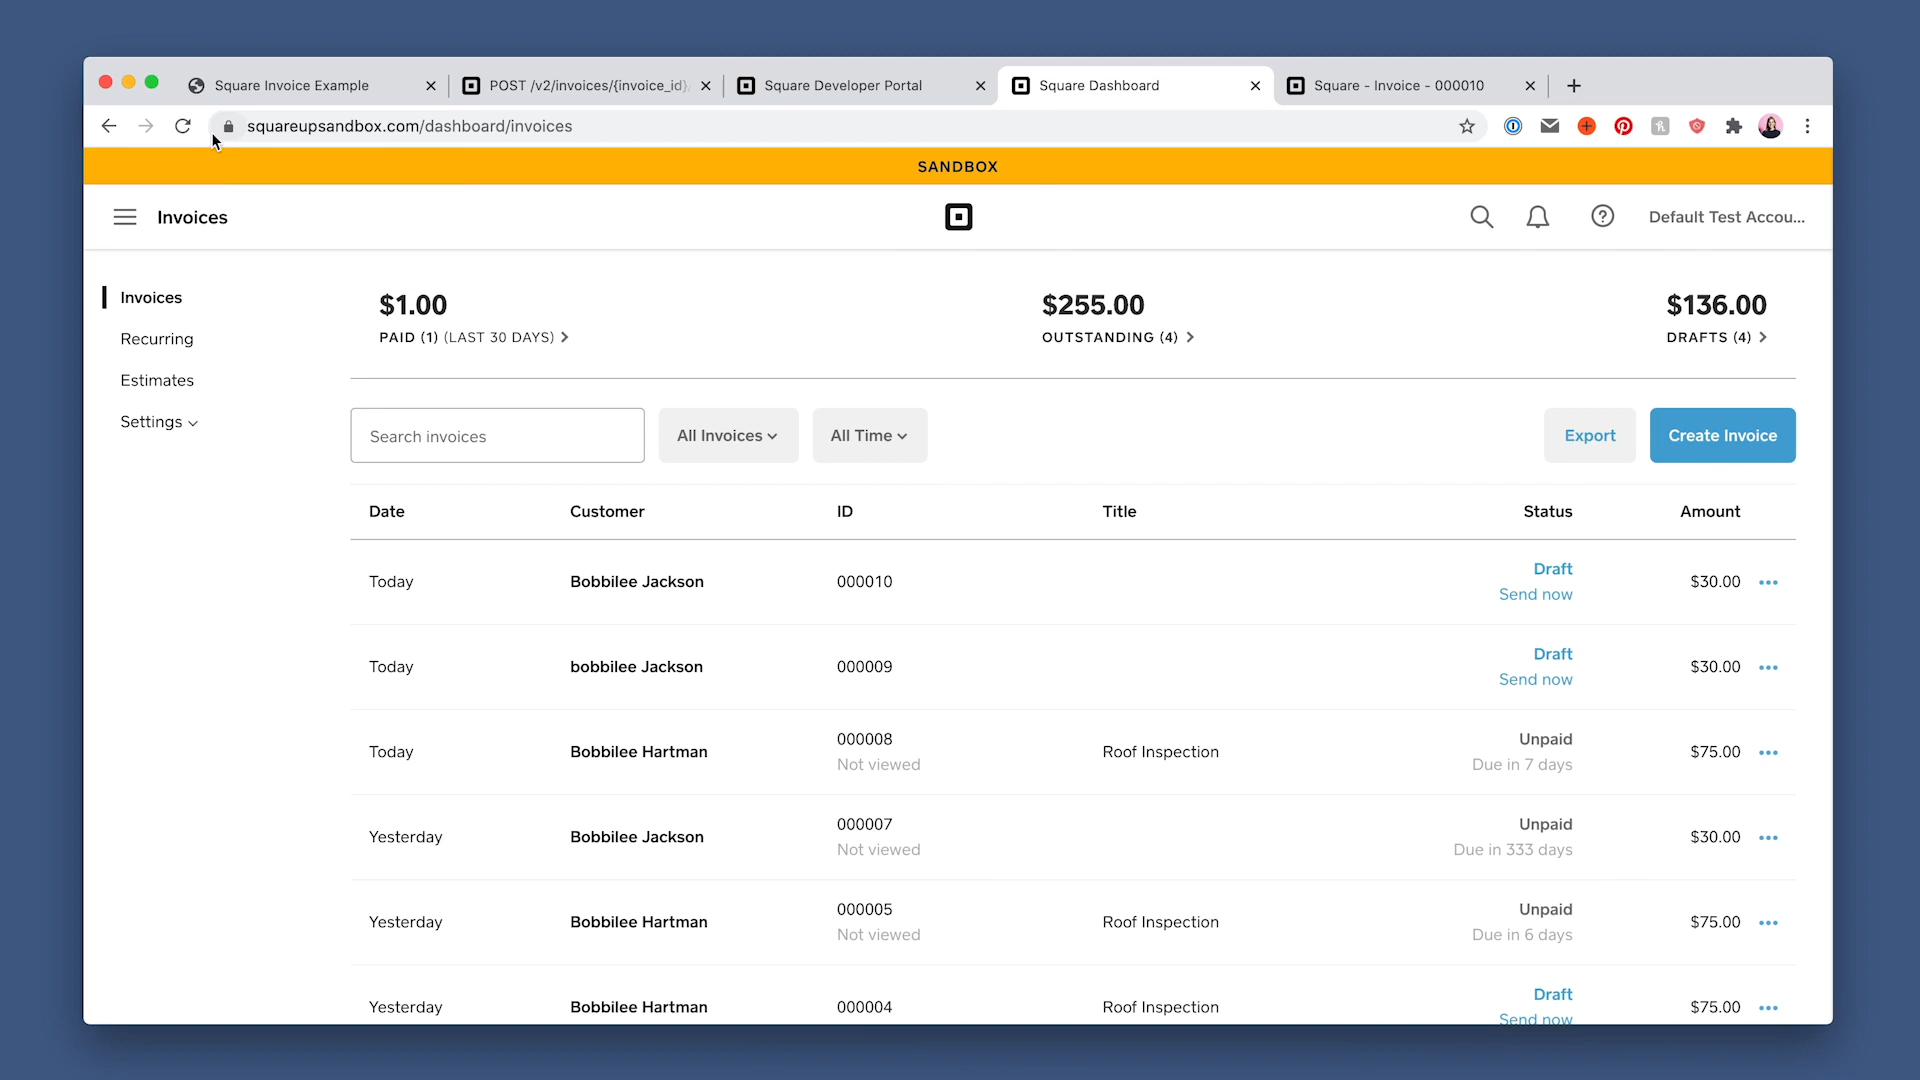 Square Invoice Example
POST /v2/invoices/{invoice_id}
Square Developer Portal
Square Dashboard
Square - Invoice - 000010
squareupsandbox.com/dashboard/invoices
SANDBOX
Invoices
Default Test Accou...
Invoices
Recurring
Estimates
Settings
$1.00
PAID (1) (LAST 30 DAYS)
$255.00
OUTSTANDING (4)
$136.00
DRAFTS (4)
Search invoices
All Invoices
All Time
Export
Create Invoice
Date Customer ID Title Status Amount
Today Bobbilee Jackson 000010 Draft $30.00
Send now
Today bobbilee Jackson 000009 Draft $30.00
Send now
Today Bobbilee Hartman 000008 Roof Inspection Unpaid $75.00
Not viewed Due in 7 days
Yesterday Bobbilee Jackson 000007 Unpaid $30.00
Not viewed Due in 333 days
Yesterday Bobbilee Hartman 000005 Roof Inspection Unpaid $75.00
Not viewed Due in 6 days
Yesterday Bobbilee Hartman 000004 Roof Inspection Draft $75.00
Send now